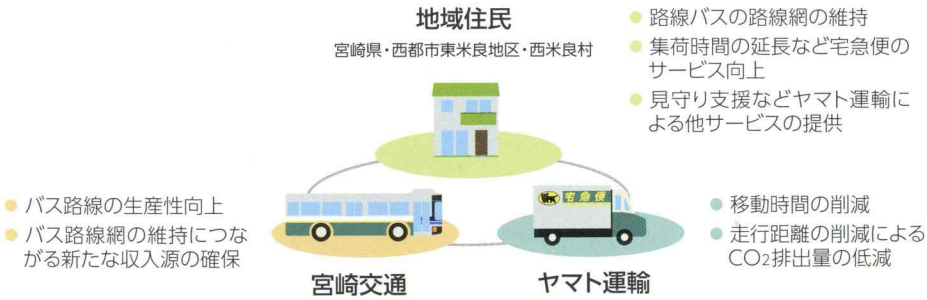 地域住民
宮崎県・西都市東米良地区・西米良村
● 路線バスの路線網の維持
● 集荷時間の延長など宅急便の
サービス向上
● 見守り支援などヤマト運輸に
よる他サービスの提供
● バス路線の生産性向上
● バス路線網の維持につな
がる新たな収入源の確保
宮崎交通
宅急便
ヤマト運輸
● 移動時間の削減
● 走行距離の削減による
CO2排出量の低減